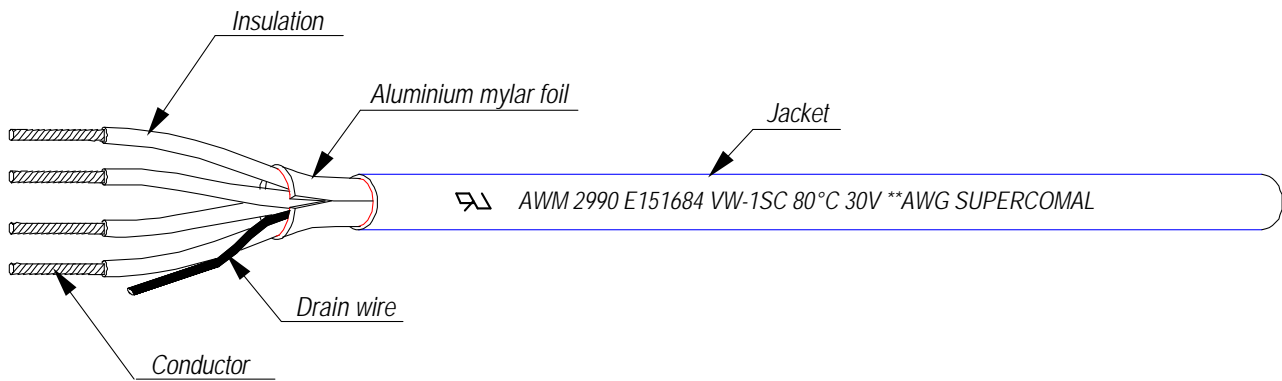 Insulation
Aluminium mylar foil
Jacket
AWM 2990 E151684 VW-1SC 80°C 30V **AWG SUPERCOMAL
Drain wire
Conductor